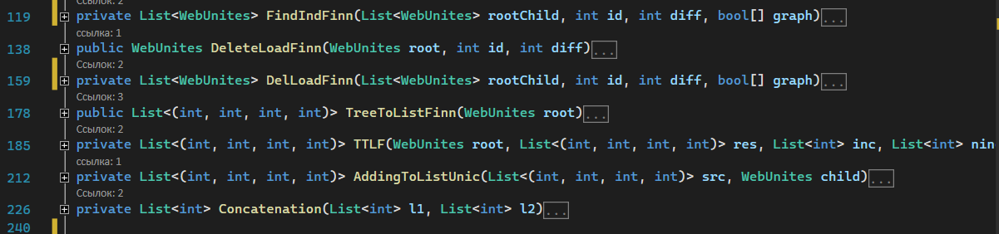 Ссылок: 2
119 private List<WebUnites> FindIndFinn(List<WebUnites> rootChild, int id, int diff, bool[] graph)...
ссылка: 1
138 public WebUnites DeleteLoadFinn(WebUnites root, int id, int diff)...
Ссылок: 2
159 private List<WebUnites> DelLoadFinn(List<WebUnites> rootChild, int id, int diff, bool[] graph)...
Ссылок: 3
178 public List<(int, int, int, int)> TreeToListFinn(WebUnites root)...
Ссылок: 2
185 private List<(int, int, int, int)> TTLF(WebUnites root, List<(int, int, int, int)> res, List<int> inc, List<int> nin
ссылка: 1
212 private List<(int, int, int, int)> AddingToListUnic(List<(int, int, int, int)> src, WebUnites child)...
Ссылок: 2
226 private List<int> Concatenation(List<int> l1, List<int> l2)...
240